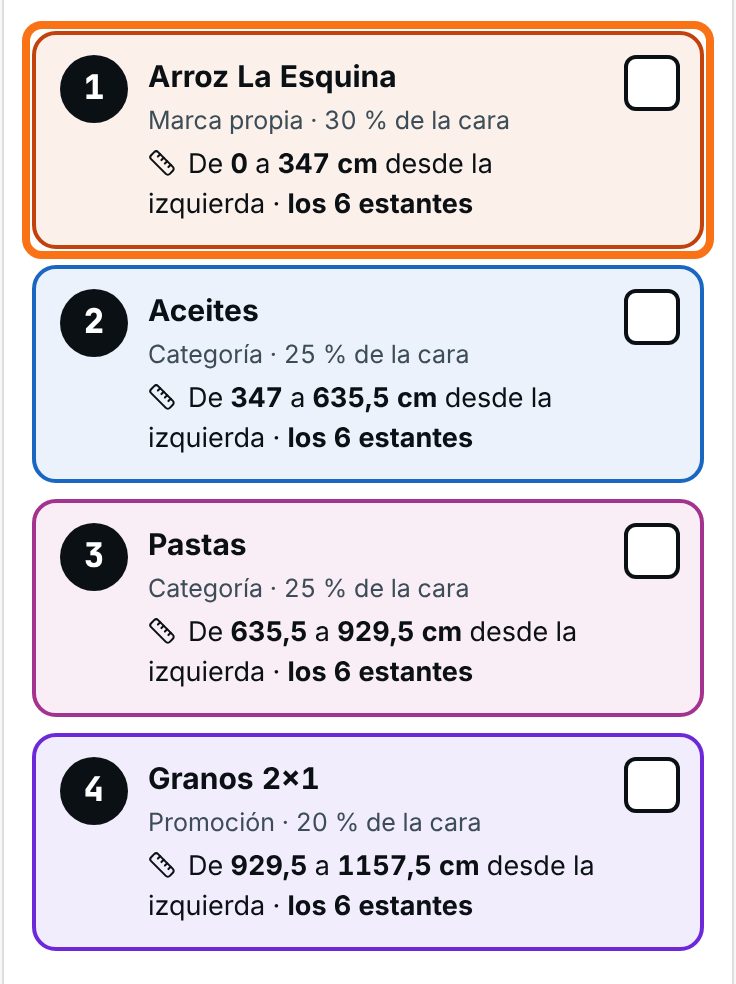 1
Arroz La Esquina
Marca propia · 30 % de la cara
De 0 a 347 cm desde la
izquierda · los 6 estantes
2
Aceites
Categoría · 25 % de la cara
De 347 a 635,5 cm desde la
izquierda · los 6 estantes
3
Pastas
Categoría · 25 % de la cara
De 635,5 a 929,5 cm desde la
izquierda · los 6 estantes
4
Granos 2×1
Promoción · 20 % de la cara
De 929,5 a 1157,5 cm desde la
izquierda · los 6 estantes